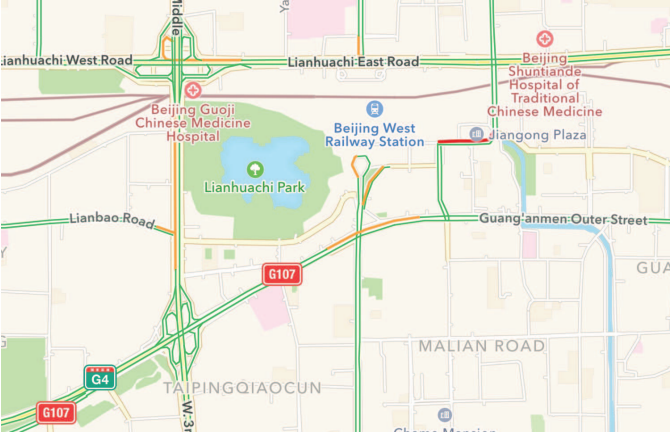 Middle
Ya
Lianhuachi West Road
Lianhuachi East Road
Beijing
Shuntiande
Hospital of
Traditional
Chinese Medicine
Beijing Guoji
Chinese Medicine
Hospital
Beijing West
Railway Station
Jiangong Plaza
Lianhuachi Park
Lianbao Road
Guang'anmen Outer Street
G107
GUA
MALIAN ROAD
G4
TAIPINGQIAOCUN
G107
W.3r